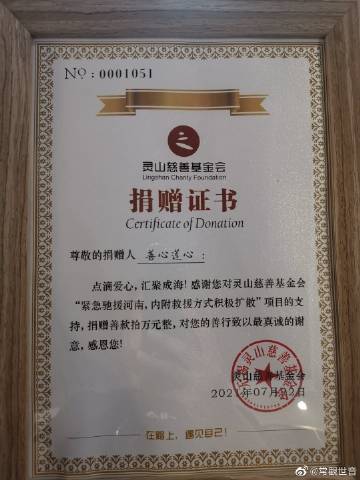 NO：0001051
灵山慈善基金会
Lingshan Charity Foundation
捐赠证书
Certificate of Donation
尊敬的捐赠人 善心莲心：
点滴爱心，汇聚成海！感谢您对灵山慈善基金会
“紧急驰援河南，内附救援方式积极扩散”项目的支
持，捐赠善款拾万元整，对您的善行致以最真诚的谢
意，感恩您！
灵山慈善基金会
2021年07月22日
在路上，遇见自己！
@常觀世音